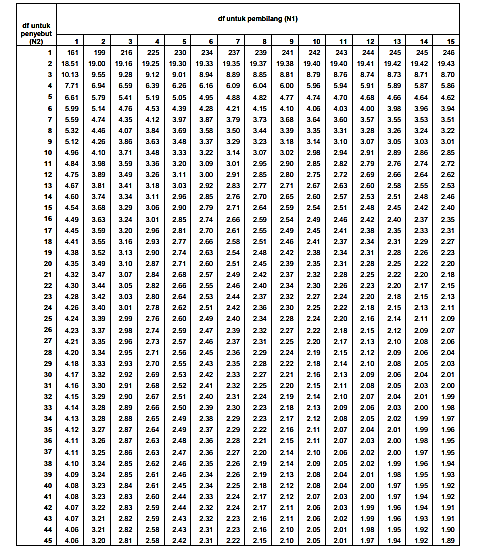 df untuk penyebut (N2) df untuk pembilang (N1)
1 2 3 4 5 6 7 8 9 10 11 12 13 14 15
1 161 199 216 225 230 234 237 239 241 242 243 244 245 245 246
2 18.51 19.00 19.16 19.25 19.30 19.33 19.35 19.37 19.38 19.40 19.40 19.41 19.42 19.42 19.43
3 10.13 9.55 9.28 9.12 9.01 8.94 8.89 8.85 8.81 8.79 8.76 8.74 8.73 8.71 8.70
4 7.71 6.94 6.59 6.39 6.26 6.16 6.09 6.04 6.00 5.96 5.94 5.91 5.89 5.87 5.86
5 6.61 5.79 5.41 5.19 5.05 4.95 4.88 4.82 4.77 4.74 4.70 4.68 4.66 4.64 4.62
6 5.99 5.14 4.76 4.53 4.39 4.28 4.21 4.15 4.10 4.06 4.03 4.00 3.98 3.96 3.94
7 5.59 4.74 4.35 4.12 3.97 3.87 3.79 3.73 3.68 3.64 3.60 3.57 3.55 3.53 3.51
8 5.32 4.46 4.07 3.84 3.69 3.58 3.50 3.44 3.39 3.35 3.31 3.28 3.26 3.24 3.22
9 5.12 4.26 3.86 3.63 3.48 3.37 3.29 3.23 3.18 3.14 3.10 3.07 3.05 3.03 3.01
10 4.96 4.10 3.71 3.48 3.33 3.22 3.14 3.07 3.02 2.98 2.94 2.91 2.89 2.86 2.85
11 4.84 3.98 3.59 3.36 3.20 3.09 3.01 2.95 2.90 2.85 2.82 2.79 2.76 2.74 2.72
12 4.75 3.89 3.49 3.26 3.11 3.00 2.91 2.85 2.80 2.75 2.72 2.69 2.66 2.64 2.62
13 4.67 3.81 3.41 3.18 3.03 2.92 2.83 2.77 2.71 2.67 2.63 2.60 2.58 2.55 2.53
14 4.60 3.74 3.34 3.11 2.96 2.85 2.76 2.70 2.65 2.60 2.57 2.53 2.51 2.48 2.46
15 4.54 3.68 3.29 3.06 2.90 2.79 2.71 2.64 2.59 2.54 2.51 2.48 2.45 2.42 2.40
16 4.49 3.63 3.24 3.01 2.85 2.74 2.66 2.59 2.54 2.49 2.46 2.42 2.40 2.37 2.35
17 4.45 3.59 3.20 2.96 2.81 2.70 2.61 2.55 2.49 2.45 2.41 2.38 2.35 2.33 2.31
18 4.41 3.55 3.16 2.93 2.77 2.66 2.58 2.51 2.46 2.41 2.37 2.34 2.31 2.29 2.27
19 4.38 3.52 3.13 2.90 2.74 2.63 2.54 2.48 2.42 2.38 2.34 2.31 2.28 2.26 2.23
20 4.35 3.49 3.10 2.87 2.71 2.60 2.51 2.45 2.39 2.35 2.31 2.28 2.25 2.22 2.20
21 4.32 3.47 3.07 2.84 2.68 2.57 2.49 2.42 2.37 2.32 2.28 2.25 2.22 2.20 2.18
22 4.30 3.44 3.05 2.82 2.66 2.55 2.46 2.40 2.34 2.30 2.26 2.23 2.20 2.17 2.15
23 4.28 3.42 3.03 2.80 2.64 2.53 2.44 2.37 2.32 2.27 2.24 2.20 2.18 2.15 2.13
24 4.26 3.40 3.01 2.78 2.62 2.51 2.42 2.36 2.30 2.25 2.22 2.18 2.15 2.13 2.11
25 4.24 3.39 2.99 2.76 2.60 2.49 2.40 2.34 2.28 2.24 2.20 2.16 2.14 2.11 2.09
26 4.23 3.37 2.98 2.74 2.59 2.47 2.39 2.32 2.27 2.22 2.18 2.15 2.12 2.09 2.07
27 4.21 3.35 2.96 2.73 2.57 2.46 2.37 2.31 2.25 2.20 2.17 2.13 2.10 2.08 2.06
28 4.20 3.34 2.95 2.71 2.56 2.45 2.36 2.29 2.24 2.19 2.15 2.12 2.09 2.06 2.04
29 4.18 3.33 2.93 2.70 2.55 2.43 2.35 2.28 2.22 2.18 2.14 2.10 2.08 2.05 2.03
30 4.17 3.32 2.92 2.69 2.53 2.42 2.33 2.27 2.21 2.16 2.13 2.09 2.06 2.04 2.01
31 4.16 3.30 2.91 2.68 2.52 2.41 2.32 2.25 2.20 2.15 2.11 2.08 2.05 2.03 2.00
32 4.15 3.29 2.90 2.67 2.51 2.40 2.31 2.24 2.19 2.14 2.10 2.07 2.04 2.01 1.99
33 4.14 3.28 2.89 2.66 2.50 2.39 2.30 2.23 2.18 2.13 2.09 2.06 2.03 2.00 1.98
34 4.13 3.28 2.88 2.65 2.49 2.38 2.29 2.23 2.17 2.12 2.08 2.05 2.02 1.99 1.97
35 4.12 3.27 2.87 2.64 2.49 2.37 2.29 2.22 2.16 2.11 2.07 2.04 2.01 1.99 1.96
36 4.11 3.26 2.87 2.63 2.48 2.36 2.28 2.21 2.15 2.11 2.07 2.03 2.00 1.98 1.95
37 4.11 3.25 2.86 2.63 2.47 2.36 2.27 2.20 2.14 2.10 2.06 2.02 2.00 1.97 1.95
38 4.10 3.24 2.85 2.62 2.46 2.35 2.26 2.19 2.14 2.09 2.05 2.02 1.99 1.96 1.94
39 4.09 3.24 2.85 2.61 2.46 2.34 2.26 2.19 2.13 2.08 2.04 2.01 1.98 1.95 1.93
40 4.08 3.23 2.84 2.61 2.45 2.34 2.25 2.18 2.12 2.08 2.04 2.00 1.97 1.95 1.92
41 4.08 3.23 2.83 2.60 2.44 2.33 2.24 2.17 2.12 2.07 2.03 2.00 1.97 1.94 1.92
42 4.07 3.22 2.83 2.59 2.44 2.32 2.24 2.17 2.11 2.06 2.03 1.99 1.96 1.94 1.91
43 4.07 3.21 2.82 2.59 2.43 2.32 2.23 2.16 2.11 2.06 2.02 1.99 1.96 1.93 1.91
44 4.06 3.21 2.82 2.58 2.43 2.31 2.23 2.16 2.10 2.05 2.01 1.98 1.95 1.92 1.90
45 4.06 3.20 2.81 2.58 2.42 2.31 2.22 2.15 2.10 2.05 2.01 1.97 1.94 1.92 1.89